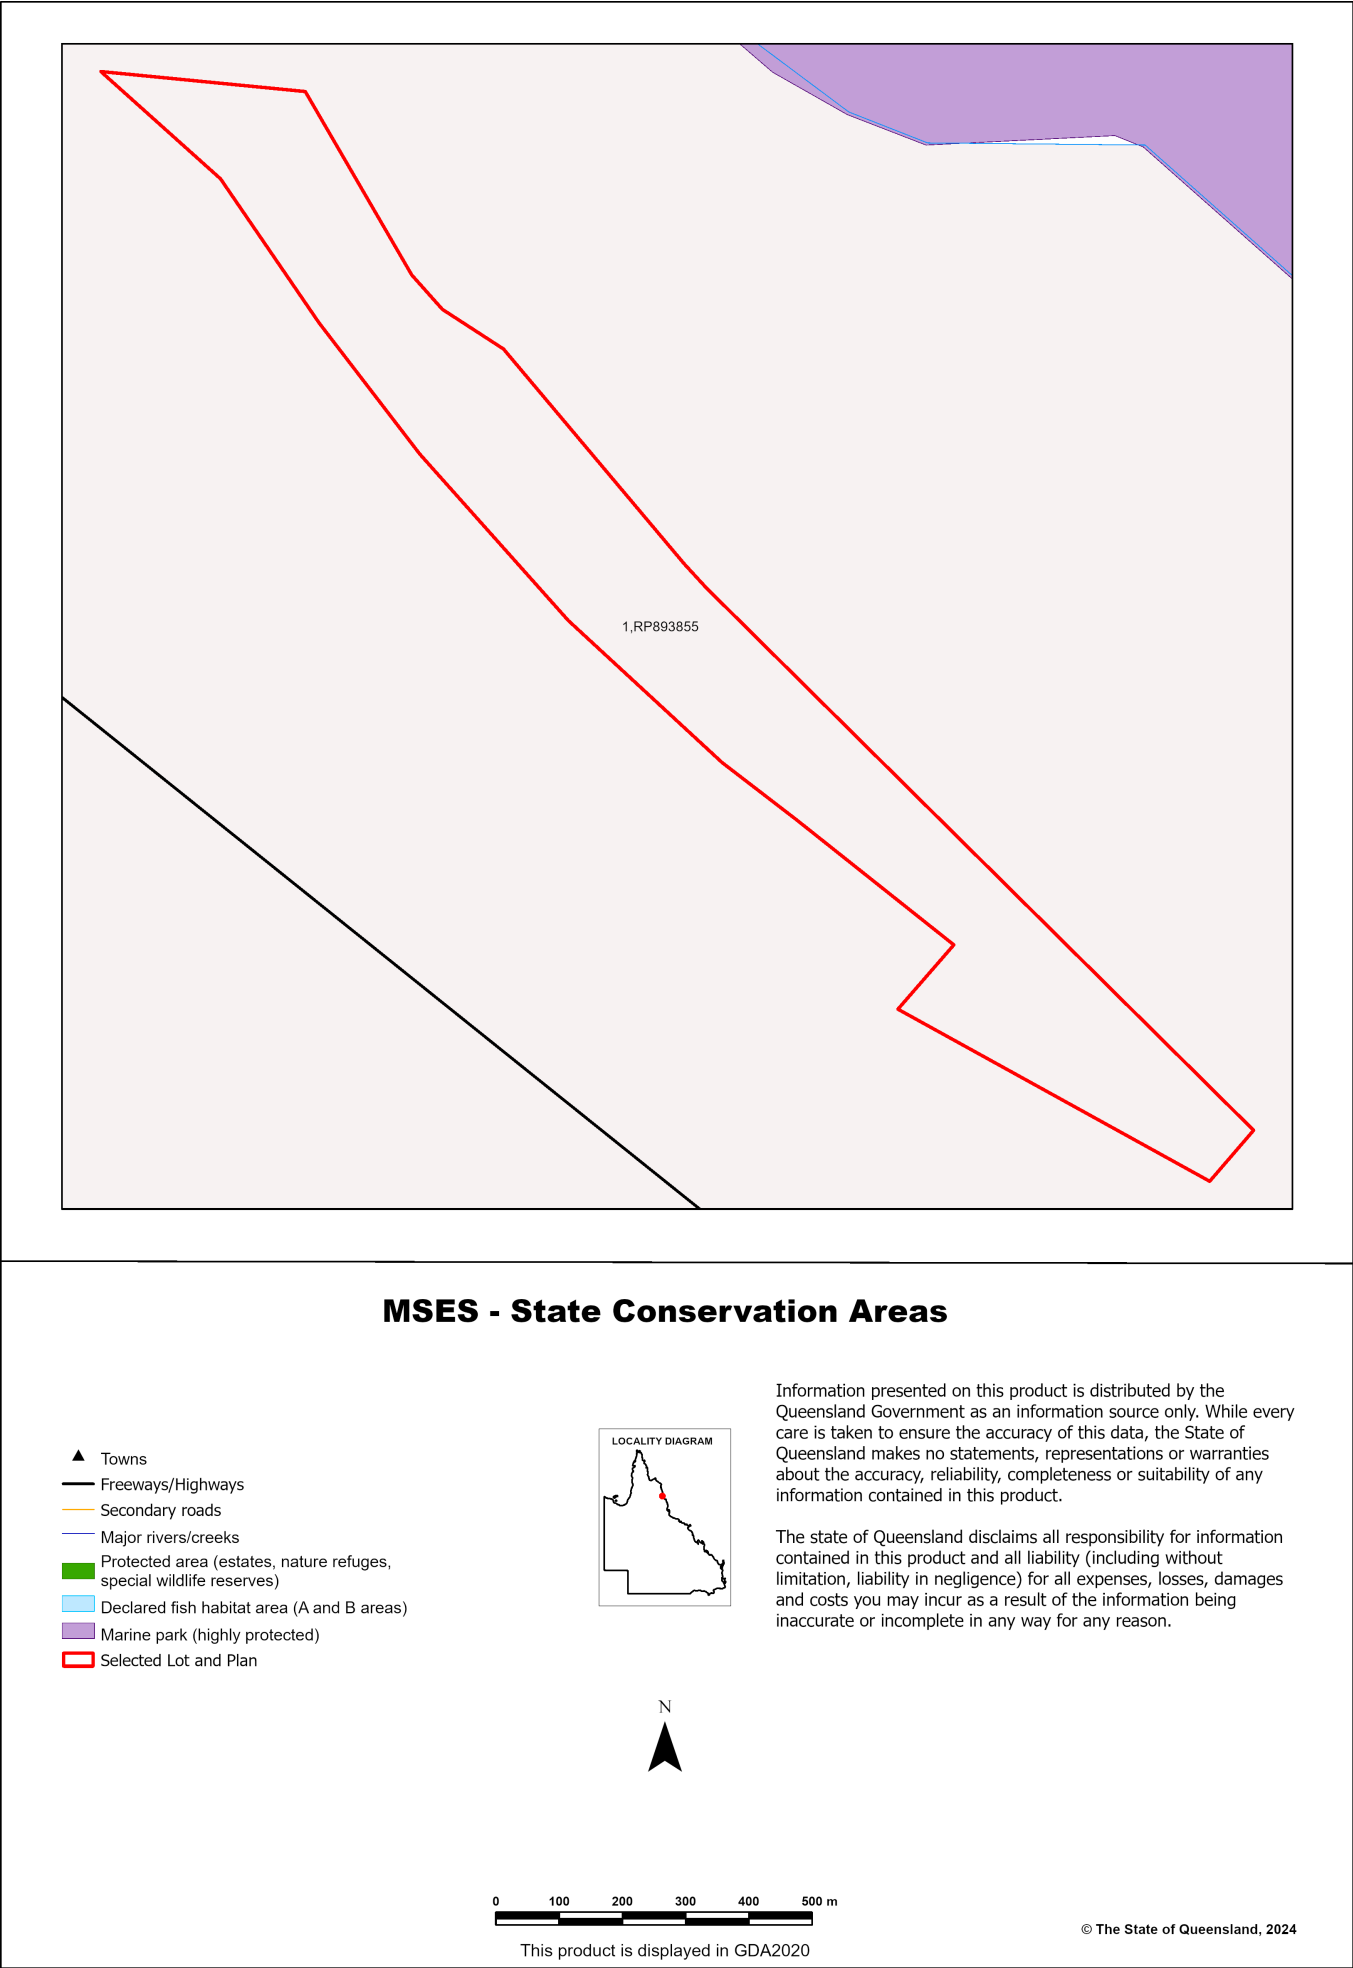 1,RP893855
MSES - State Conservation Areas
Towns
Freeways/Highways
Secondary roads
Major rivers/creeks
Protected area (estates, nature refuges,
special wildlife reserves)
Declared fish habitat area (A and B areas)
Marine park (highly protected)
Selected Lot and Plan
LOCALITY DIAGRAM
Information presented on this product is distributed by the
Queensland Government as an information source only. While every
care is taken to ensure the accuracy of this data, the State of
Queensland makes no statements, representations or warranties
about the accuracy, reliability, completeness or suitability of any
information contained in this product.
The state of Queensland disclaims all responsibility for information
contained in this product and all liability (including without
limitation, liability in negligence) for all expenses, losses, damages
and costs you may incur as a result of the information being
inaccurate or incomplete in any way for any reason.
N
0 100 200 300 400 500 m
This product is displayed in GDA2020
© The State of Queensland, 2024